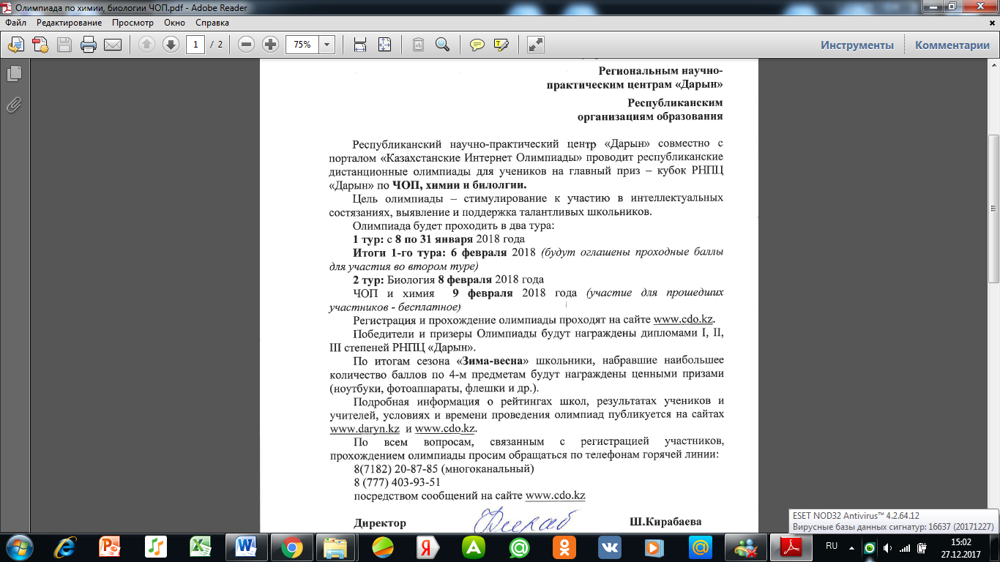 Олимпиада по химии, биологии ЧОП.pdf - Adobe Reader
Файл Редактирование Просмотр Окно Справка
1 / 2 75% Инструменты Комментарии
Региональным научно-
практическим центрам «Дарын»
Республиканским
организациям образования
Республиканский научно-практический центр «Дарын» совместно с
порталом «Казахстанские Интернет Олимпиады» проводит республиканские
дистанционные олимпиады для учеников на главный приз – кубок РНПЦ
«Дарын» по ЧОП, химии и билолгии.
Цель олимпиады – стимулирование к участию в интеллектуальных
состязаниях, выявление и поддержка талантливых школьников.
Олимпиада будет проходить в два тура:
1 тур: с 8 по 31 января 2018 года
Итоги 1-го тура: 6 февраля 2018 (будут оглашены проходные баллы
для участия во втором туре)
2 тур: Биология 8 февраля 2018 года
ЧОП и химия 9 февраля 2018 года (участие для прошедших
участников - бесплатное)
Регистрация и прохождение олимпиады проходят на сайте www.cdo.kz.
Победители и призеры Олимпиады будут награждены дипломами I, II,
III степеней РНПЦ «Дарын».
По итогам сезона «Зима-весна» школьники, набравшие наибольшее
количество баллов по 4-м предметам будут награждены ценными призами
(ноутбуки, фотоаппараты, флешки и др.).
Подробная информация о рейтингах школ, результатах учеников и
учителей, условиях и времени проведения олимпиад публикуется на сайтах
www.daryn.kz и www.cdo.kz.
По всем вопросам, связанным с регистрацией участников,
прохождением олимпиады просим обращаться по телефонам горячей линии:
8(7182) 20-87-85 (многоканальный)
8 (777) 403-93-51
посредством сообщений на сайте www.cdo.kz
Директор Ш.Кирабаева
ESET NOD32 Antivirus™ 4.2.64.12
Вирусные базы данных сигнатур: 16637 (20171227)
RU 15:02
27.12.2017